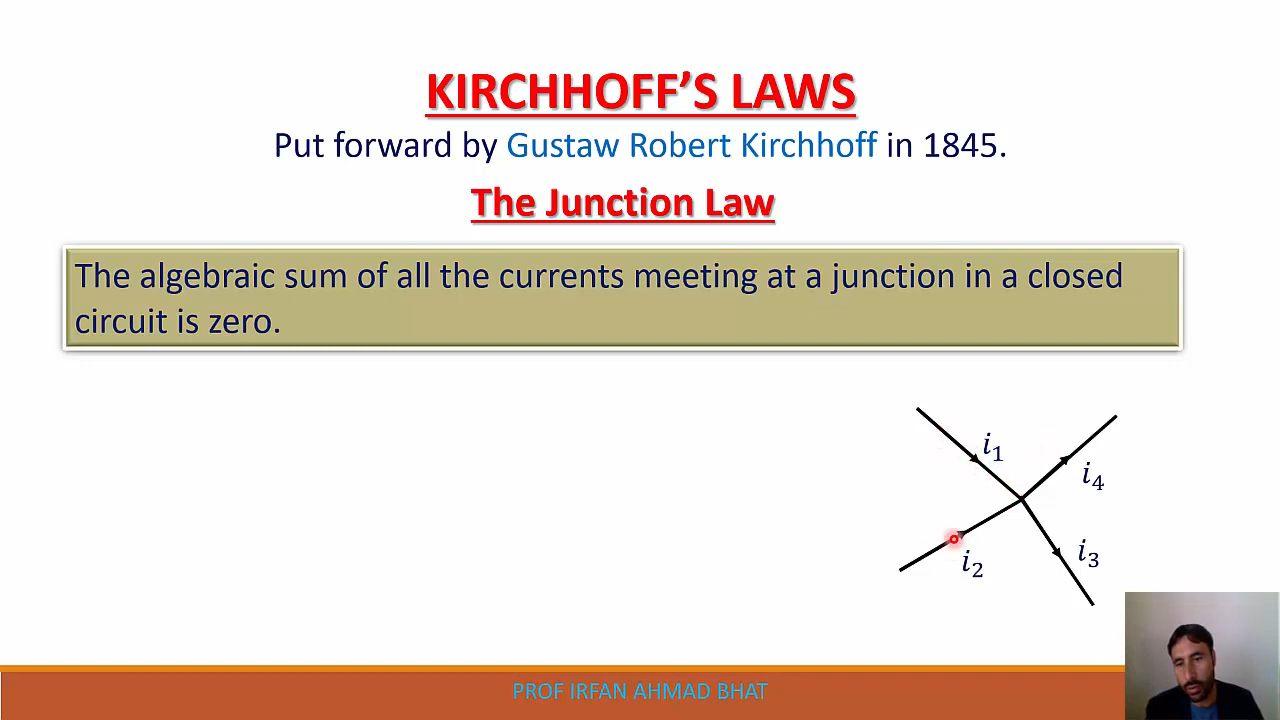 KIRCHHOFF’S LAWS
Put forward by Gustaw Robert Kirchhoff in 1845.
The Junction Law
The algebraic sum of all the currents meeting at a junction in a closed
circuit is zero.
i₁
i₄
i₂
i₃
PROF IRFAN AHMAD BHAT